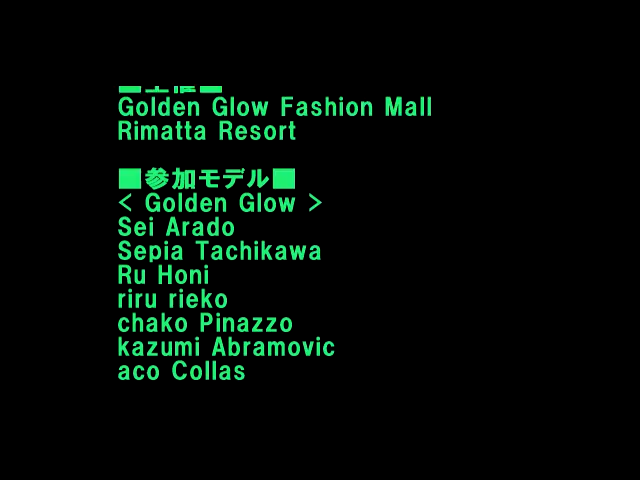 Golden Glow Fashion Mall
Rimatta Resort
■参加モデル■
< Golden Glow >
Sei Arado
Sepia Tachikawa
Ru Honi
riru rieko
chako Pinazzo
kazumi Abramovic
aco Collas